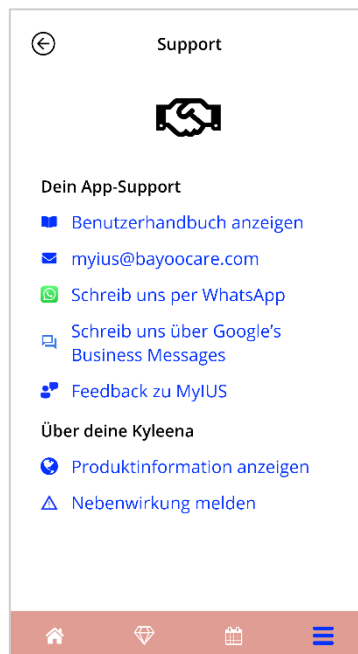 Support
Dein App-Support
Benutzerhandbuch anzeigen
myius@bayoocare.com
Schreib uns per WhatsApp
Schreib uns über Google's
Business Messages
Feedback zu MyIUS
Über deine Kyleena
Produktinformation anzeigen
Nebenwirkung melden